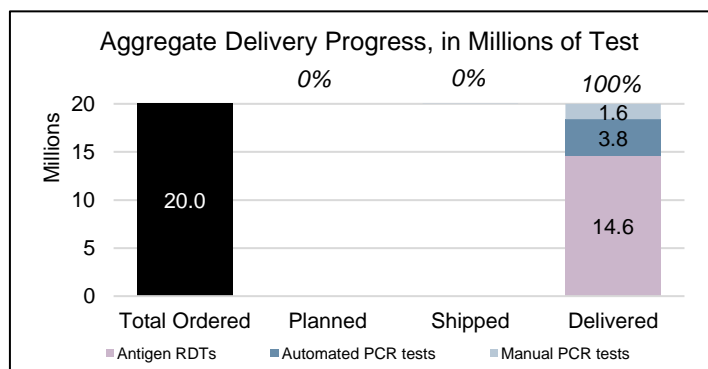 Aggregate Delivery Progress, in Millions of Test
0% 0% 100%
Millions
20
15
10
5
0
20.0
1.6
3.8
14.6
Total Ordered Planned Shipped Delivered
Antigen RDTs Automated PCR tests Manual PCR tests